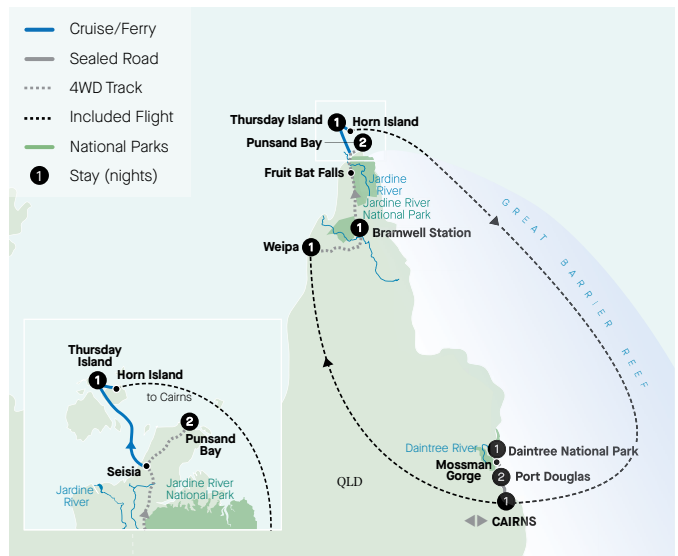 Cruise/Ferry
Sealed Road
4WD Track
Included Flight
National Parks
1 Stay (nights)
Thursday Island 1 Horn Island
Punsand Bay 2
Fruit Bat Falls
Jardine
River
Jardine River
National Park
1 Bramwell Station
Weipa 1
GREAT BARRIER REEF
Thursday
Island
1 Horn Island
to Cairns
2
Punsand
Bay
Seisia
Jardine
River
Jardine River
National Park
Daintree River 1 Daintree National Park
Mossman
Gorge
2 Port Douglas
QLD
1
CAIRNS